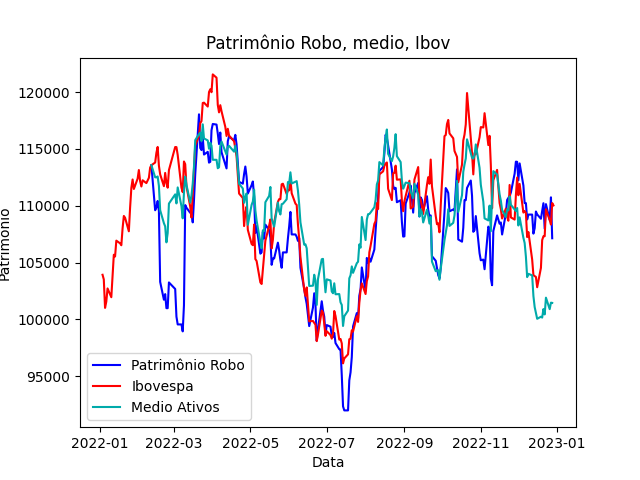 Patrimônio Robo, medio, Ibov
120000
115000
110000
105000
100000
95000
Patrimonio
Patrimônio Robo
Ibovespa
Medio Ativos
2022-01 2022-03 2022-05 2022-07 2022-09 2022-11 2023-01
Data